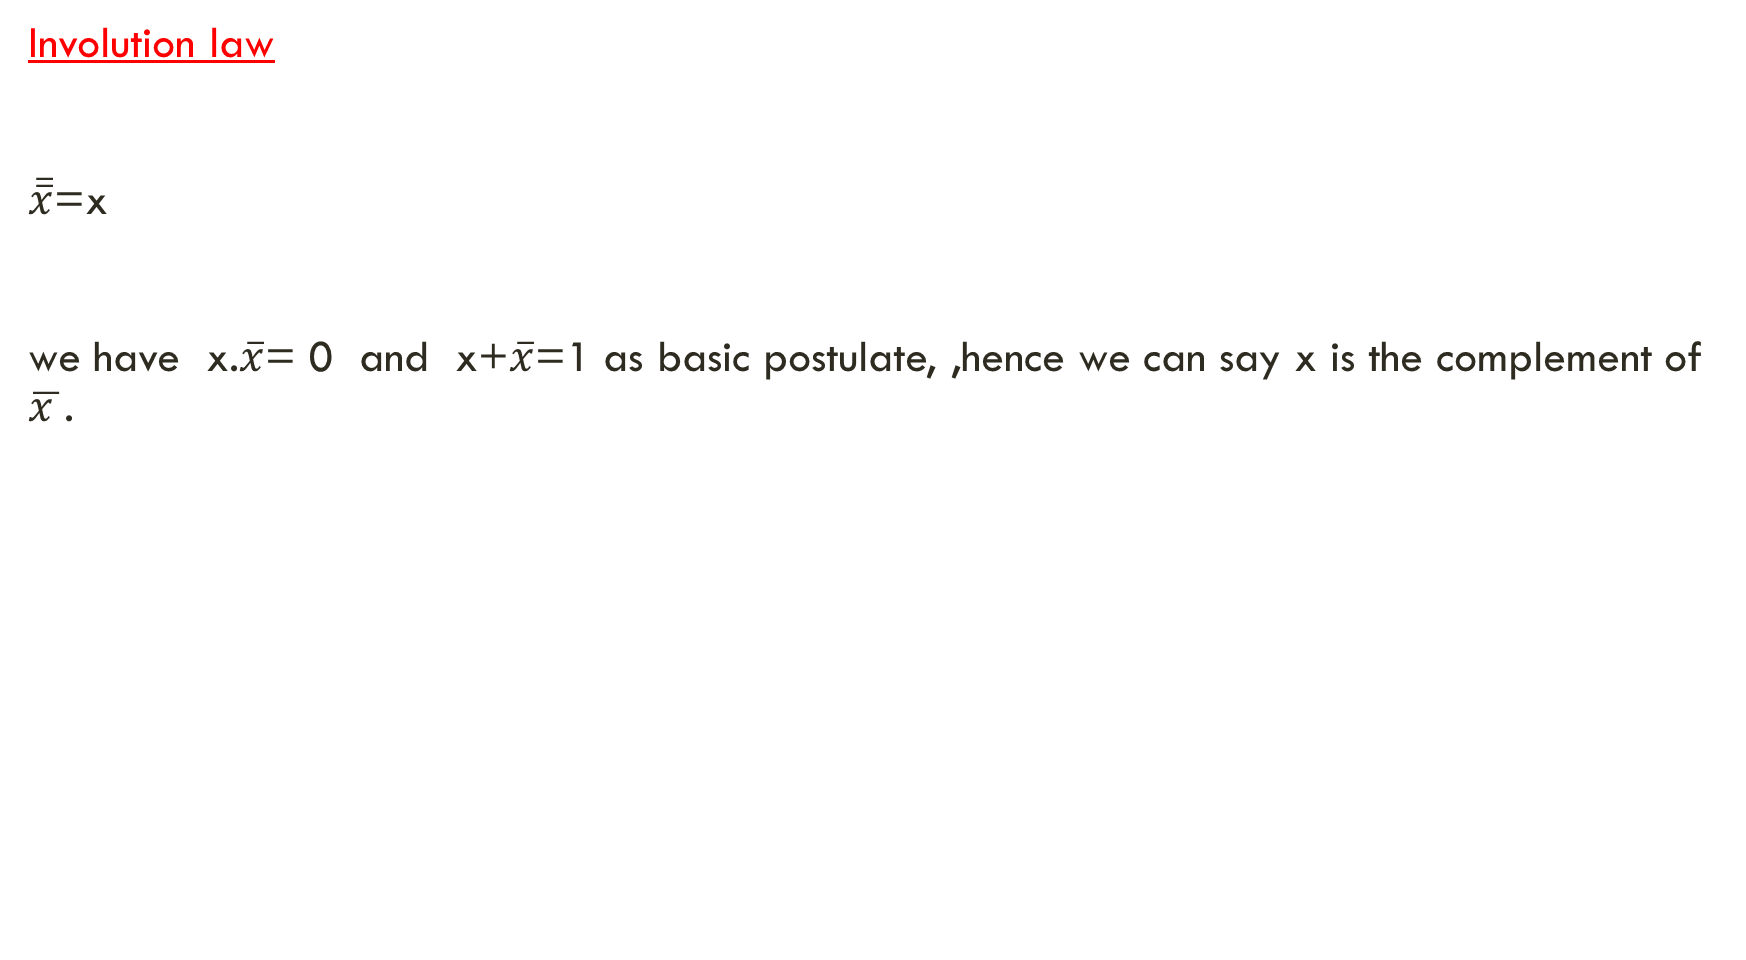 Involution law
x̿=x
we have x.x̅= 0 and x+x̅=1 as basic postulate, ,hence we can say x is the complement of
x̅ .